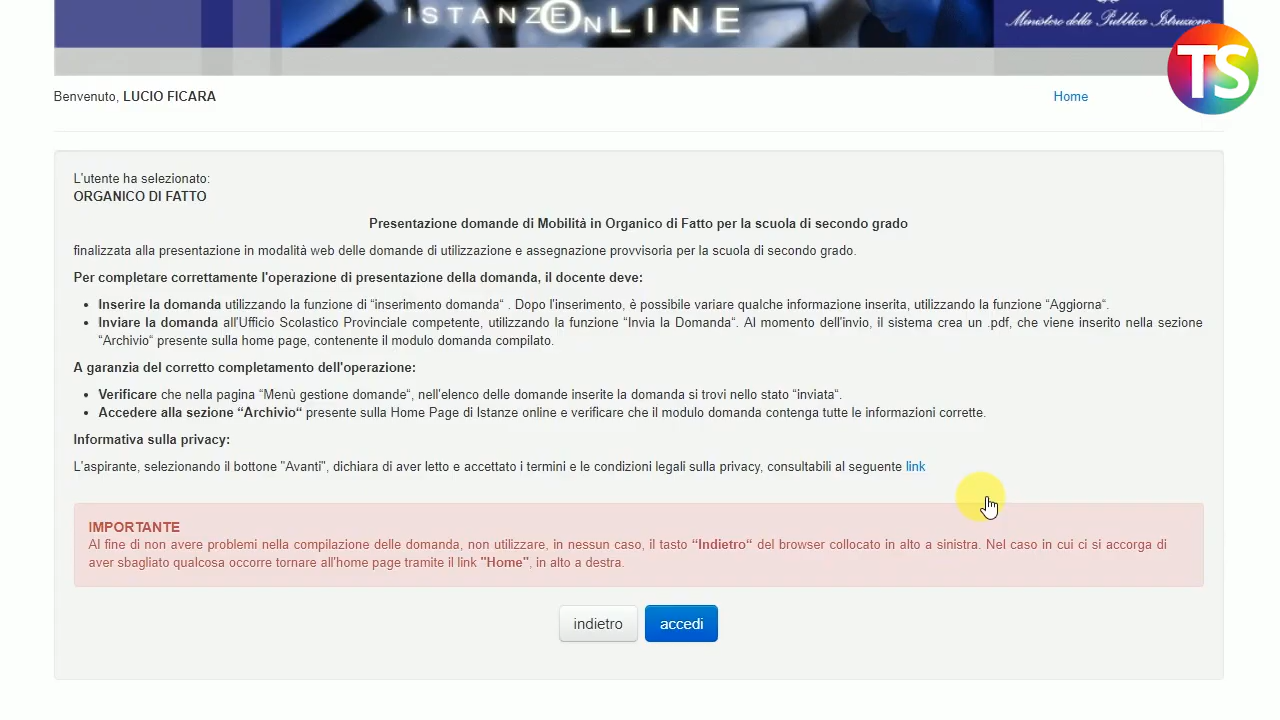 ISTANZE ONLINE
Ministero della Pubblica Istruzione
TS
Benvenuto, LUCIO FICARA
Home
L'utente ha selezionato:
ORGANICO DI FATTO
Presentazione domande di Mobilità in Organico di Fatto per la scuola di secondo grado
finalizzata alla presentazione in modalità web delle domande di utilizzazione e assegnazione provvisoria per la scuola di secondo grado.
Per completare correttamente l'operazione di presentazione della domanda, il docente deve:
• Inserire la domanda utilizzando la funzione di “inserimento domanda“ . Dopo l'inserimento, è possibile variare qualche informazione inserita, utilizzando la funzione “Aggiorna“.
• Inviare la domanda all'Ufficio Scolastico Provinciale competente, utilizzando la funzione “Invia la Domanda“. Al momento dell'invio, il sistema crea un .pdf, che viene inserito nella sezione
“Archivio“ presente sulla home page, contenente il modulo domanda compilato.
A garanzia del corretto completamento dell'operazione:
• Verificare che nella pagina “Menù gestione domande“, nell'elenco delle domande inserite la domanda si trovi nello stato “inviata“.
• Accedere alla sezione “Archivio“ presente sulla Home Page di Istanze online e verificare che il modulo domanda contenga tutte le informazioni corrette.
Informativa sulla privacy:
L'aspirante, selezionando il bottone "Avanti", dichiara di aver letto e accettato i termini e le condizioni legali sulla privacy, consultabili al seguente link
IMPORTANTE
Al fine di non avere problemi nella compilazione delle domanda, non utilizzare, in nessun caso, il tasto “Indietro“ del browser collocato in alto a sinistra. Nel caso in cui ci si accorga di
aver sbagliato qualcosa occorre tornare all'home page tramite il link "Home", in alto a destra.
indietro
accedi